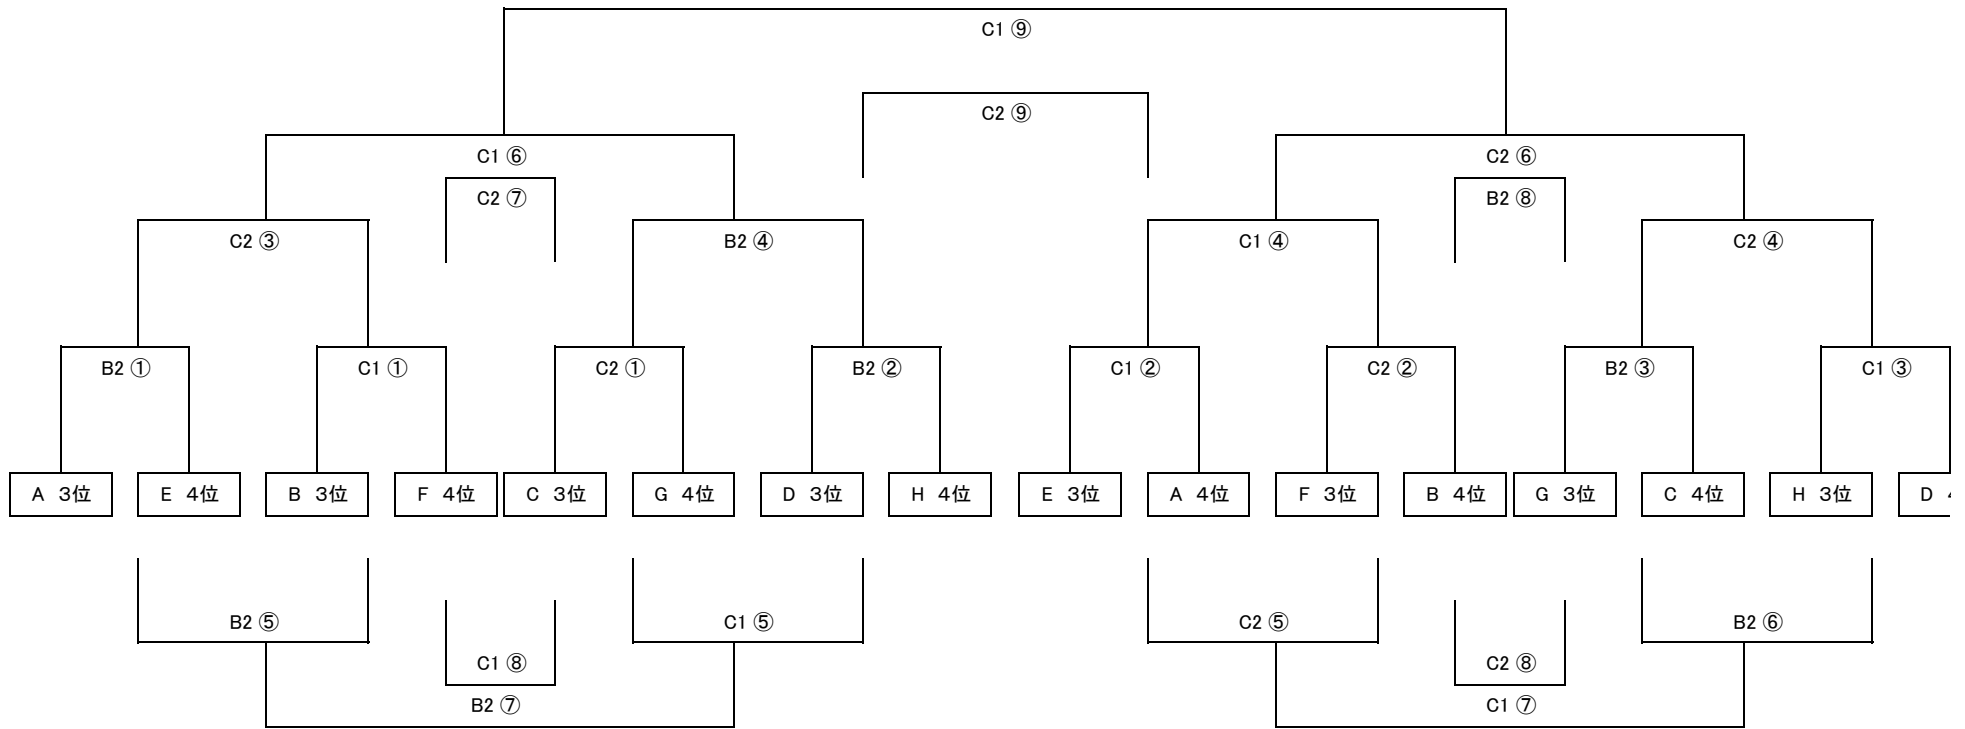 C1 ⑨
C2 ⑨
C1 ⑥
C2 ⑥
C2 ⑦
B2 ⑧
C2 ③
B2 ④
C1 ④
C2 ④
B2 ①
C1 ①
C2 ①
B2 ②
C1 ②
C2 ②
B2 ③
C1 ③
A 3位
E 4位
B 3位
F 4位
C 3位
G 4位
D 3位
H 4位
E 3位
A 4位
F 3位
B 4位
G 3位
C 4位
H 3位
D
B2 ⑤
C1 ⑤
C2 ⑤
B2 ⑥
C1 ⑧
C2 ⑧
B2 ⑦
C1 ⑦